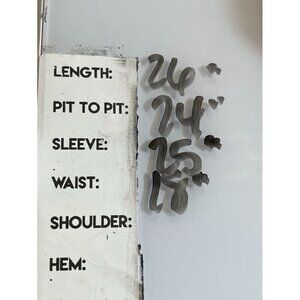 LENGTH: 26"
PIT TO PIT: 24"
SLEEVE: 25"
WAIST: 18"
SHOULDER:
HEM: